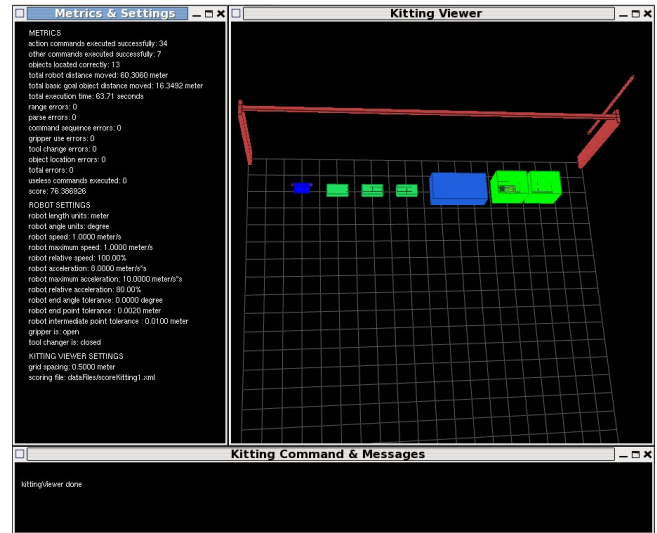 Metrics & Settings
METRICS
action commands executed successfully: 34
other commands executed successfully: 7
objects located correctly: 13
total robot distance moved: 60.3060 meter
total basic goal object distance moved: 16.3492 meter
total execution time: 63.71 seconds
range errors: 0
parse errors: 0
command sequence errors: 0
gripper use errors: 0
tool change errors: 0
object location errors: 0
total errors: 0
useless commands executed: 0
score: 76.386926
ROBOT SETTINGS
robot length units: meter
robot angle units: degree
robot speed: 1.0000 meter/s
robot maximum speed: 1.0000 meter/s
robot relative speed: 100.00%
robot acceleration: 8.0000 meter/s*s
robot maximum acceleration: 10.0000 meter/s*s
robot relative acceleration: 80.00%
robot end angle tolerance: 0.0000 degree
robot end point tolerance : 0.0020 meter
robot intermediate point tolerance : 0.0100 meter
gripper is: open
tool changer is: closed
KITTING VIEWER SETTINGS
grid spacing: 0.5000 meter
scoring file: dataFiles/scoreKitting1.xml
Kitting Viewer
Kitting Command & Messages
kittingViewer done